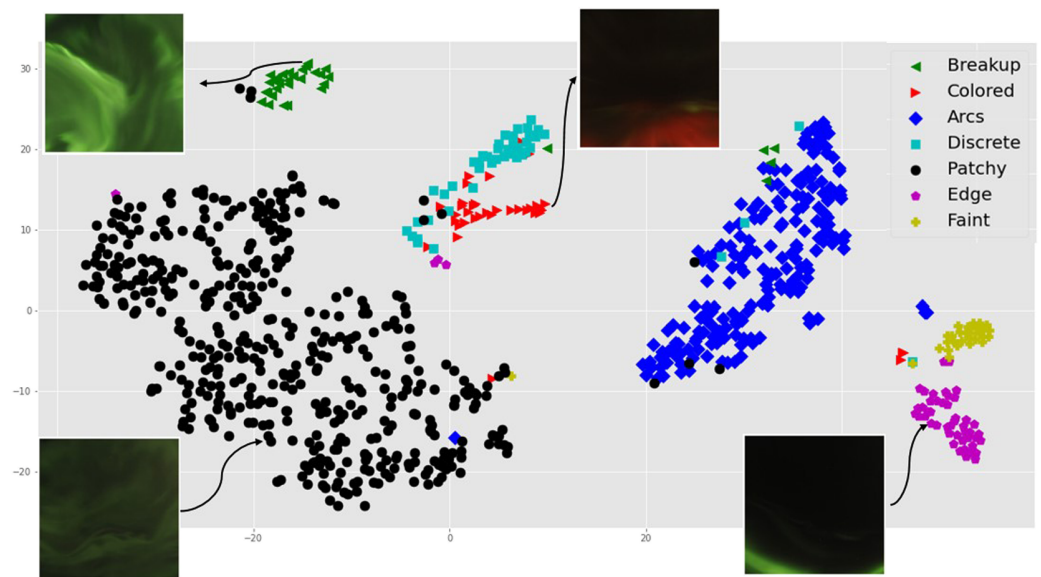 30
20
10
0
−10
−20
−20
0
20
Breakup
Colored
Arcs
Discrete
Patchy
Edge
Faint